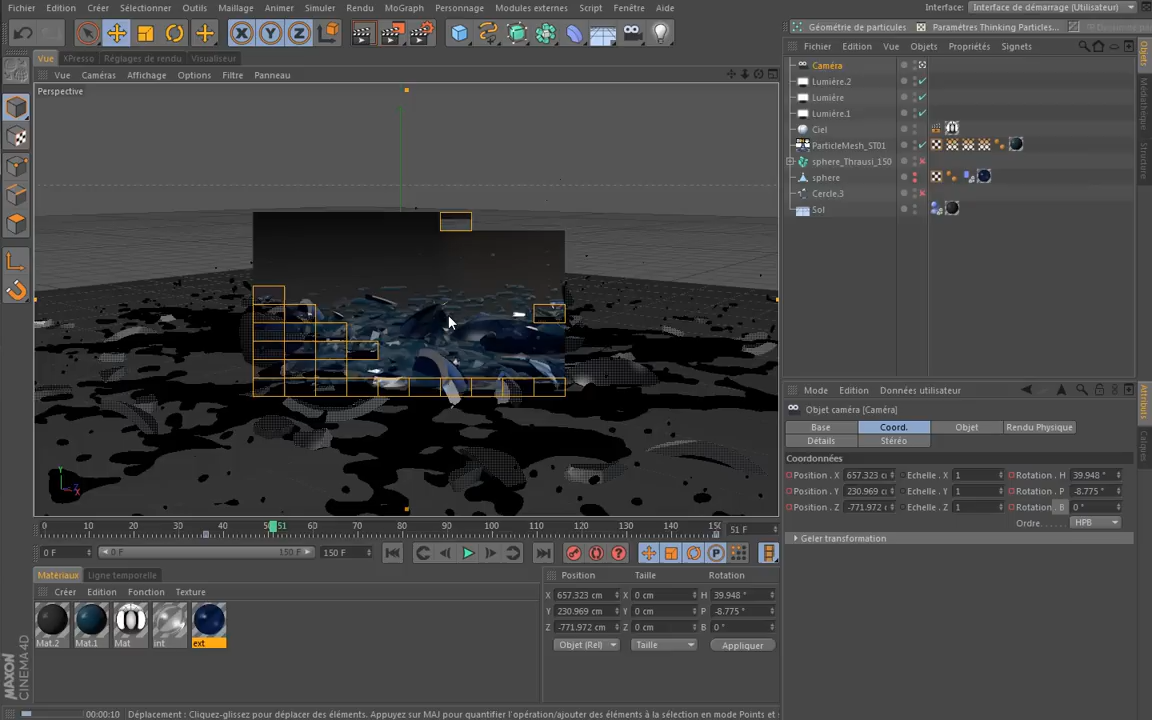 Fichier Edition Créer Sélectionner Outils Maillage Animer Simuler Rendu MoGraph Personnage Modules externes Script Fenêtre Aide
Interface: Interface de démarrage (Utilisateur)
X Y Z
Géométrie de particules Paramètres Thinking Particles...
Vue XPresso Réglages de rendu Visualiseur
Fichier Edition Vue Objets Propriétés Signets
Vue Caméras Affichage Options Filtre Panneau
Perspective
Caméra
Lumière.2
Lumière
Lumière.1
Ciel
ParticleMesh_ST01
sphere_Thrausi_150
sphere
Cercle.3
Sol
Objets
Médiathèque
Structure
Mode Edition Données utilisateur
Objet caméra [Caméra]
Base Coord. Objet Rendu Physique
Détails Stéréo
Coordonnées
Position . X 657.323 Echelle . X 1 Rotation . H 39.948 °
Position . Y 230.969 Echelle . Y 1 Rotation . P -8.775 °
Position . Z -771.972 Echelle . Z 1 Rotation. B 0 °
Ordre. . . . . HPB
Geler transformation
Attributs
Calques
Y
Z
X
0 10 20 30 40 51 60 70 80 90 100 110 120 130 140 51 F
0 F 0 F 150 F 150 F
P
Matériaux Ligne temporelle
Créer Edition Fonction Texture
Mat.2 Mat.1 Mat int ext
Position Taille Rotation
X 657.323 cm X 0 cm H 39.948 °
Y 230.969 cm Y 0 cm P -8.775 °
Z -771.972 cm Z 0 cm B 0 °
Objet (Rel) Taille Appliquer
MAXON
CINEMA 4D
00:00:10 Déplacement : Cliquez-glissez pour déplacer des éléments. Appuyez sur MAJ pour quantifier l'opération/ajouter des éléments à la sélection en mode Points et